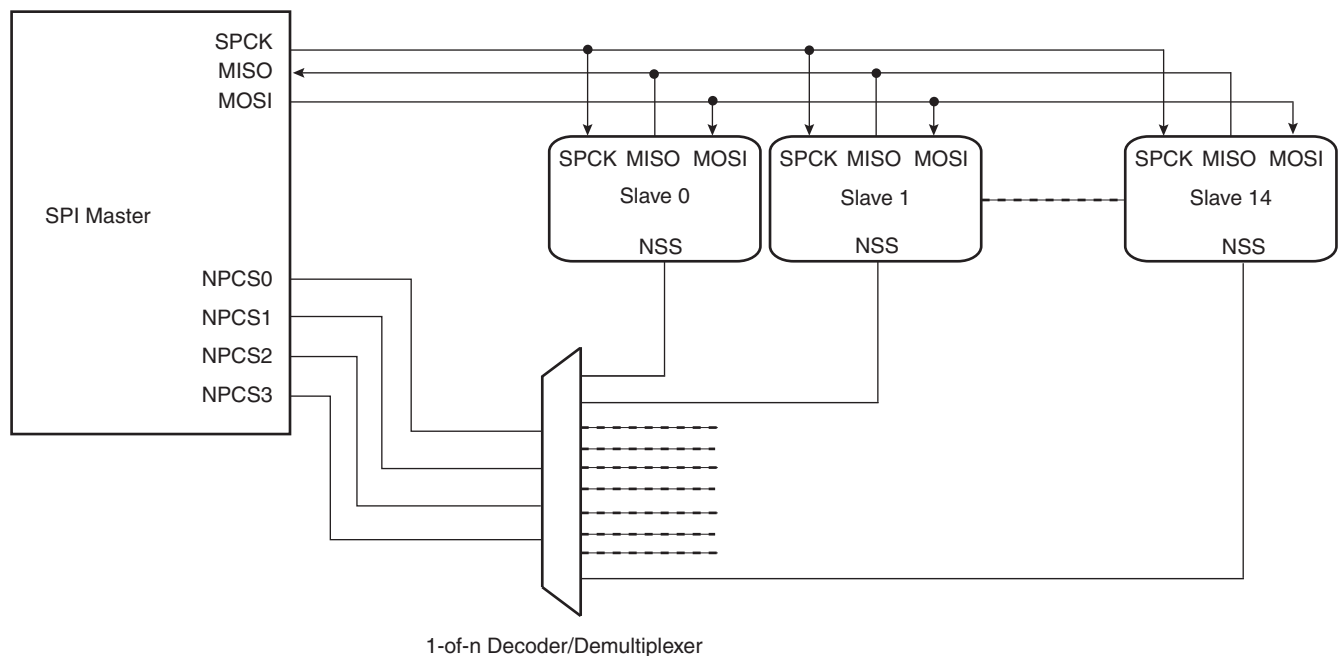 SPCK
MISO
MOSI
SPI Master
NPCS0
NPCS1
NPCS2
NPCS3
SPCK MISO MOSI
Slave 0
NSS
SPCK MISO MOSI
Slave 1
NSS
SPCK MISO MOSI
Slave 14
NSS
1-of-n Decoder/Demultiplexer